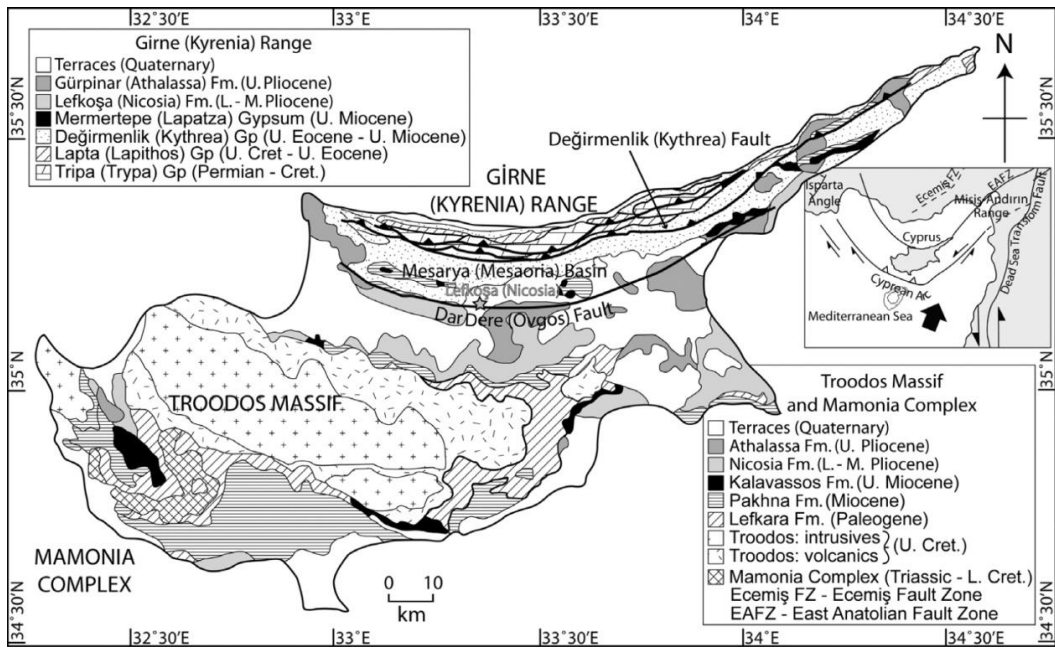 32°30'E 33°E 33°30'E 34°E 34°30'E
Girne (Kyrenia) Range
Terraces (Quaternary)
Gürpinar (Athalassa) Fm. (U. Pliocene)
Lefkoşa (Nicosia) Fm. (L. - M. Pliocene)
Mermertepe (Lapatza) Gypsum (U. Miocene)
Değirmenlik (Kythrea) Gp (U. Eocene - U. Miocene)
Lapta (Lapithos) Gp (U. Cret - U. Eocene)
Tripa (Trypa) Gp (Permian - Cret.)
N
35°30'N
35°30'N
Değirmenlik (Kythrea) Fault
GİRNE
(KYRENIA) RANGE
Isparta
Angle
Ecemiş FZ
EAFZ
Misis Andırın
Range
Cyprus
Cyprean Arc
Dead Sea Transform Fault
Mediterranean Sea
Mesarya (Mesaoria) Basin
Lefkoşa (Nicosia)
Dar Dere (Ovgos) Fault
35°N
35°N
TROODOS MASSIF
MAMONIA
COMPLEX
0 10
km
Troodos Massif
and Mamonia Complex
Terraces (Quaternary)
Athalassa Fm. (U. Pliocene)
Nicosia Fm. (L. - M. Pliocene)
Kalavassos Fm. (U. Miocene)
Pakhna Fm. (Miocene)
Lefkara Fm. (Paleogene)
Troodos: intrusives
Troodos: volcanics
(U. Cret.)
Mamonia Complex (Triassic - L. Cret.)
Ecemiş FZ - Ecemiş Fault Zone
EAFZ - East Anatolian Fault Zone
34°30'N
34°30'N
32°30'E 33°E 33°30'E 34°E 34°30'E